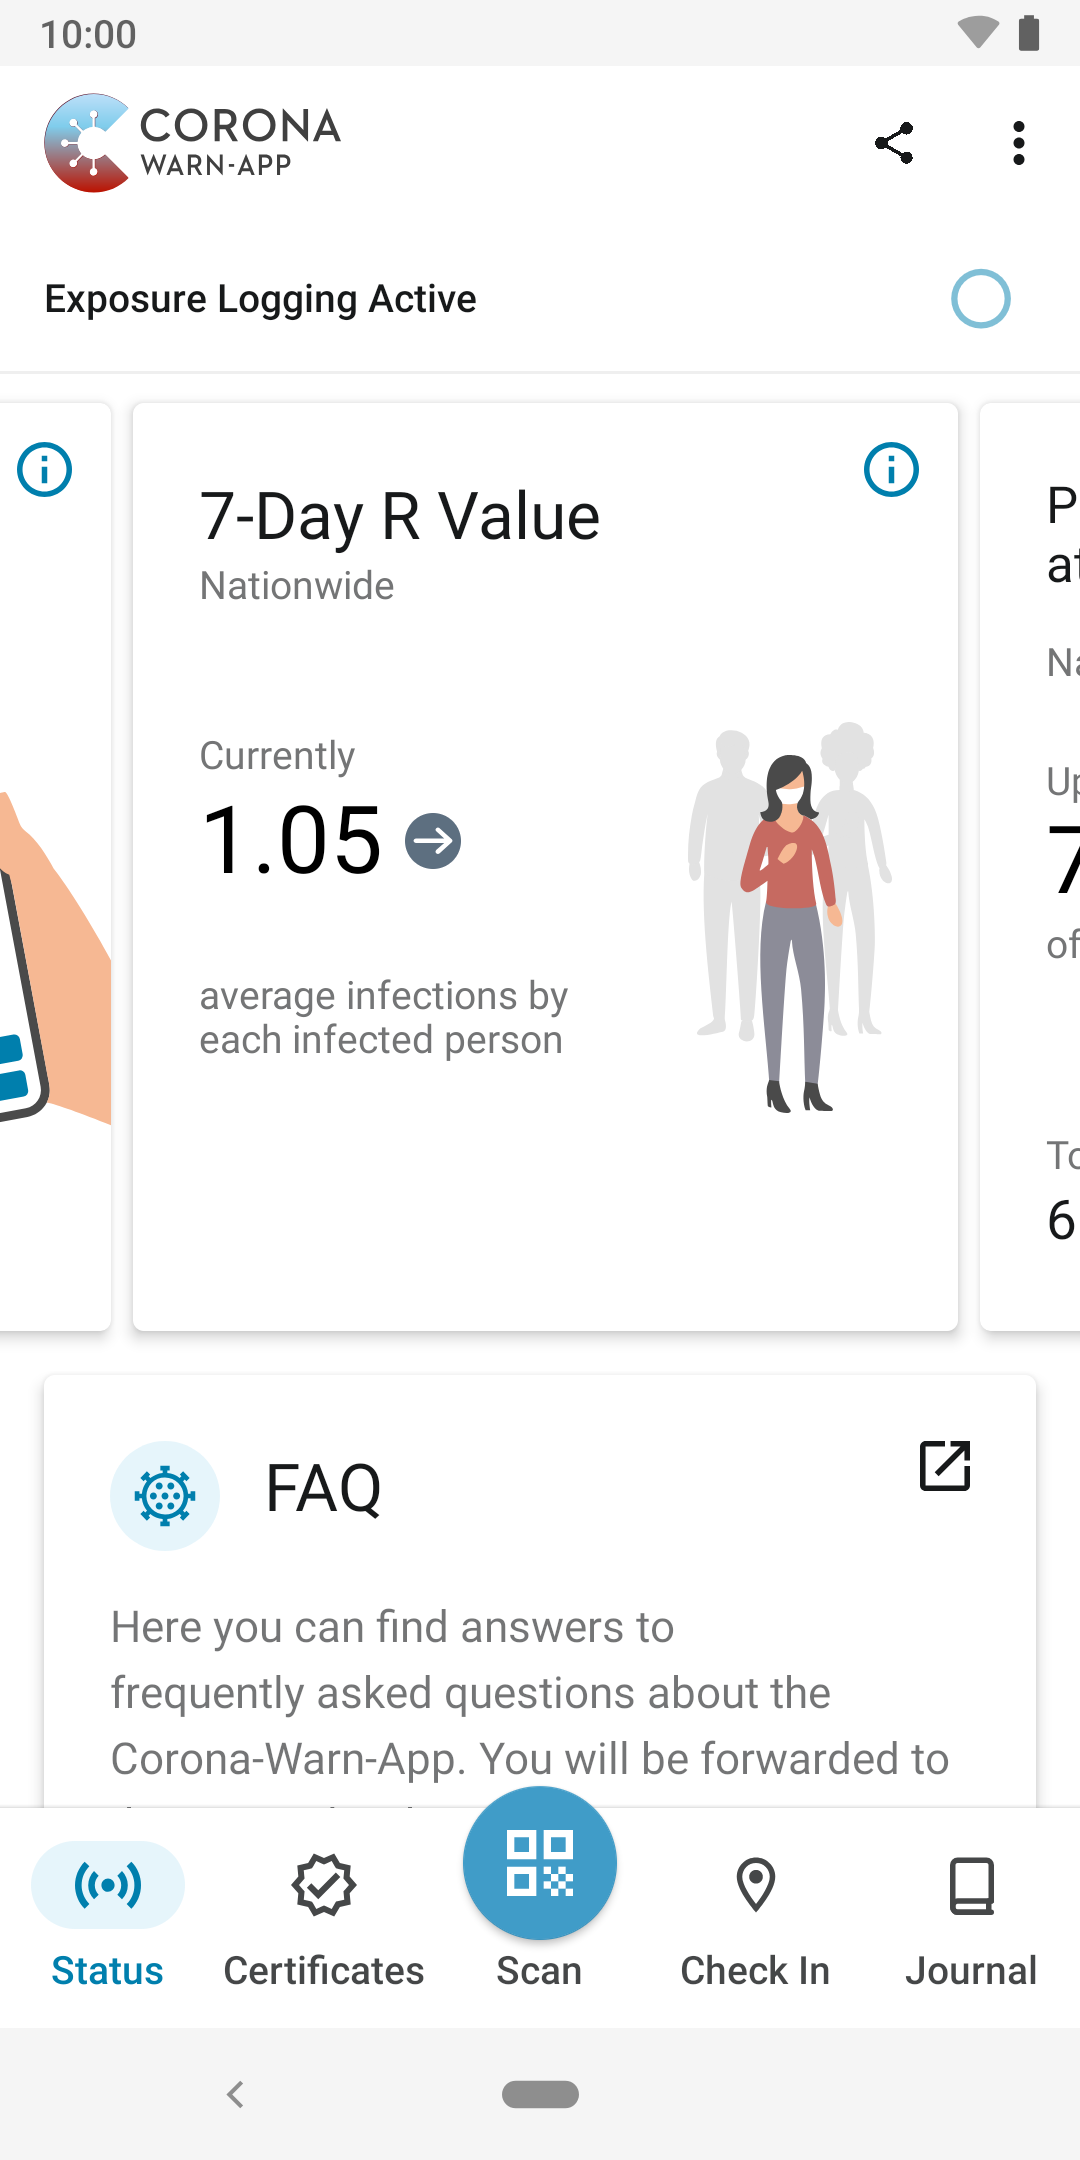 10:00
CORONA
WARN-APP
Exposure Logging Active
7-Day R Value
Nationwide
Currently
1.05
average infections by
each infected person
P
at
Na
Up
7
of
To
6
FAQ
Here you can find answers to
frequently asked questions about the
Corona-Warn-App. You will be forwarded to
Status
Certificates
Scan
Check In
Journal